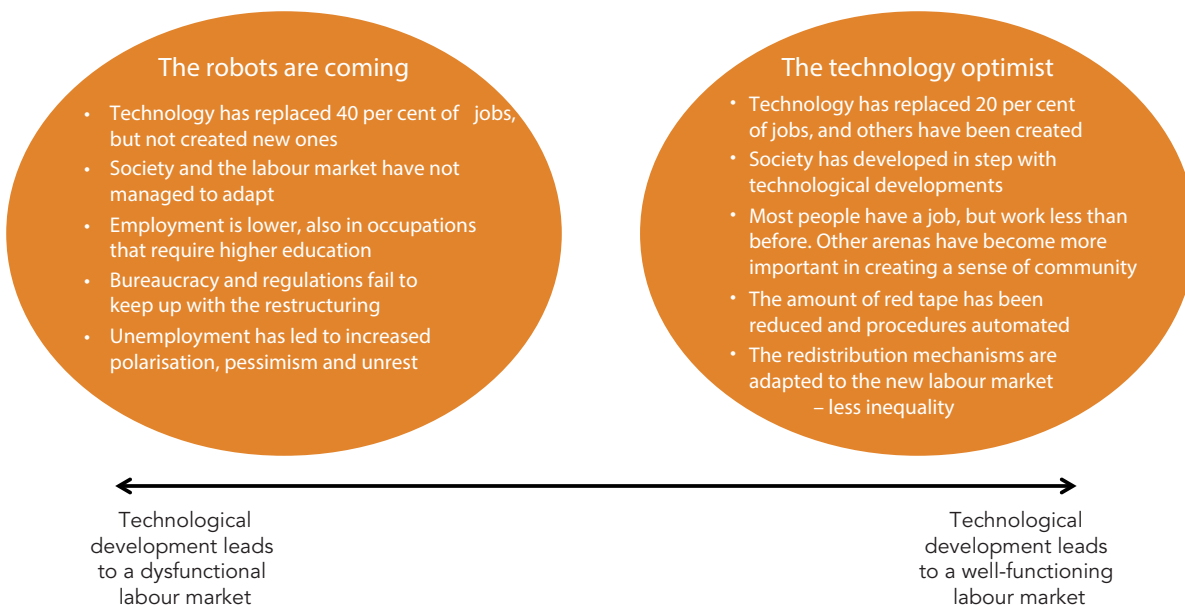 The robots are coming
• Technology has replaced 40 per cent of jobs,
but not created new ones
• Society and the labour market have not
managed to adapt
• Employment is lower, also in occupations
that require higher education
• Bureaucracy and regulations fail to
keep up with the restructuring
• Unemployment has led to increased
polarisation, pessimism and unrest
The technology optimist
• Technology has replaced 20 per cent
of jobs, and others have been created
• Society has developed in step with
technological developments
• Most people have a job, but work less than
before. Other arenas have become more
important in creating a sense of community
• The amount of red tape has been
reduced and procedures automated
• The redistribution mechanisms are
adapted to the new labour market
– less inequality
Technological
development leads
to a dysfunctional
labour market
Technological
development leads
to a well-functioning
labour market